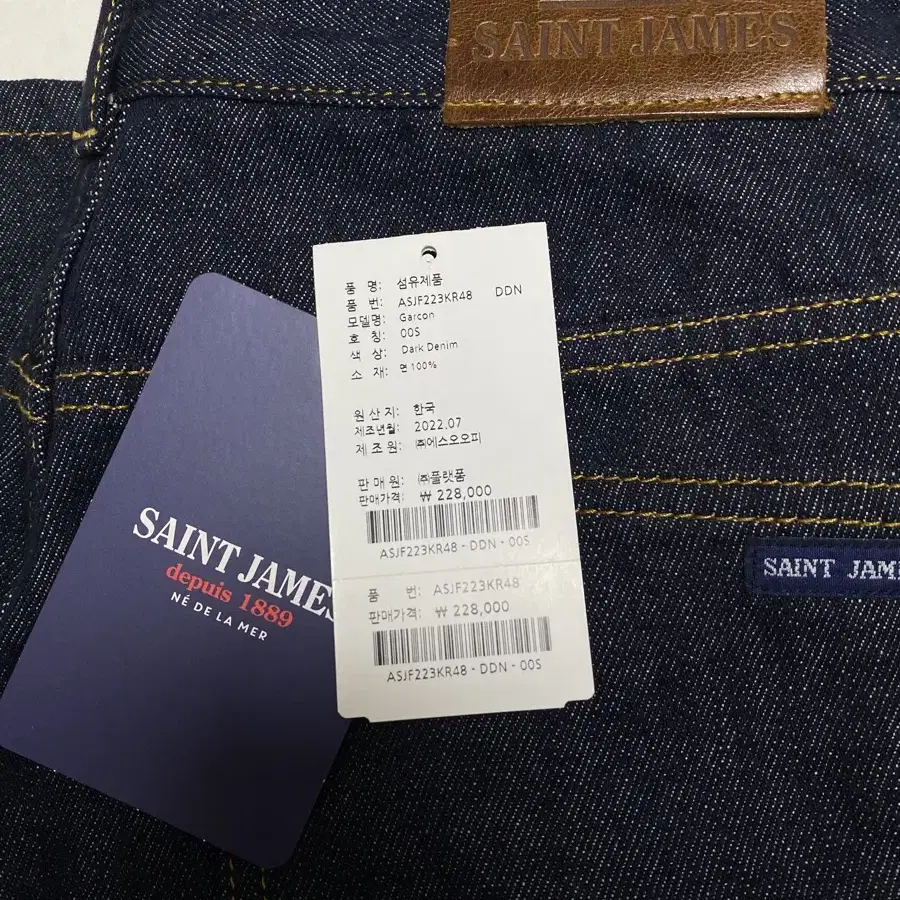 SAINT JAMES
품 명: 섬유제품
품 번: ASJF223KR48 DDN
모델명: Garcon
호 칭: 00S
색 상: Dark Denim
소 재: 면 100%
원 산 지: 한국
제조년월: 2022.07
제 조 원: ㈜에스오오피
판 매 원: ㈜플랫폼
판매가격: ₩ 228,000
ASJF223KR48 - DDN - 00S
품 번: ASJF223KR48
판매가격: ₩ 228,000
ASJF223KR48 - DDN - 00S
SAINT JAMES
depuis 1889
NÉ DE LA MER
SAINT JAM